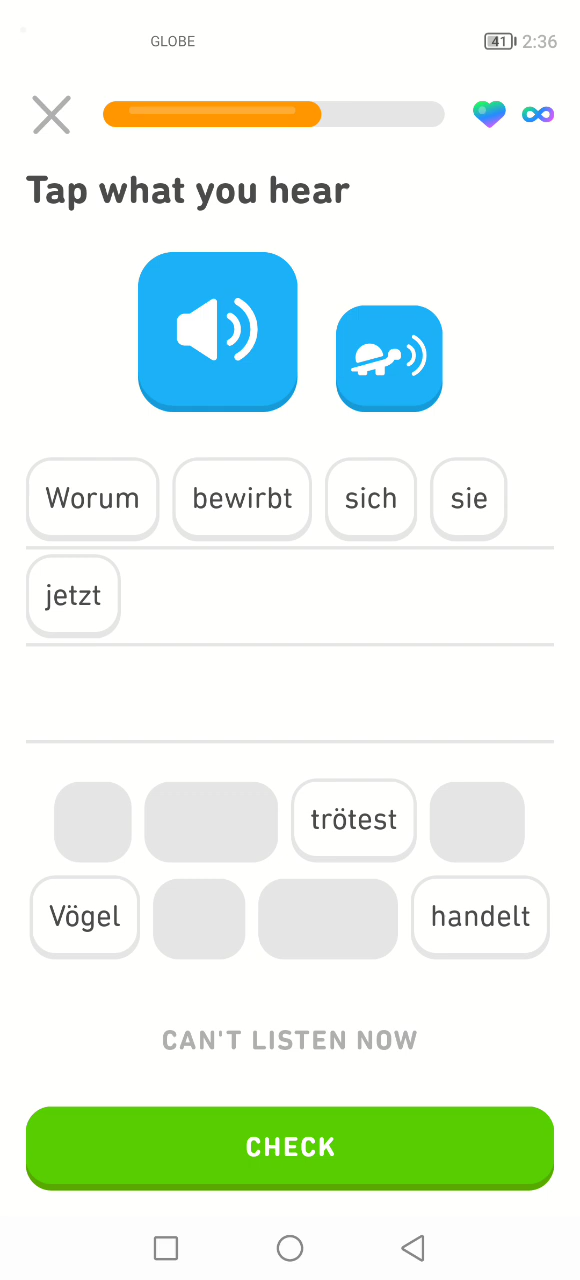 GLOBE 41 2:36
Tap what you hear
Worum bewirbt sich sie
jetzt
trötest
Vögel handelt
CAN'T LISTEN NOW
CHECK